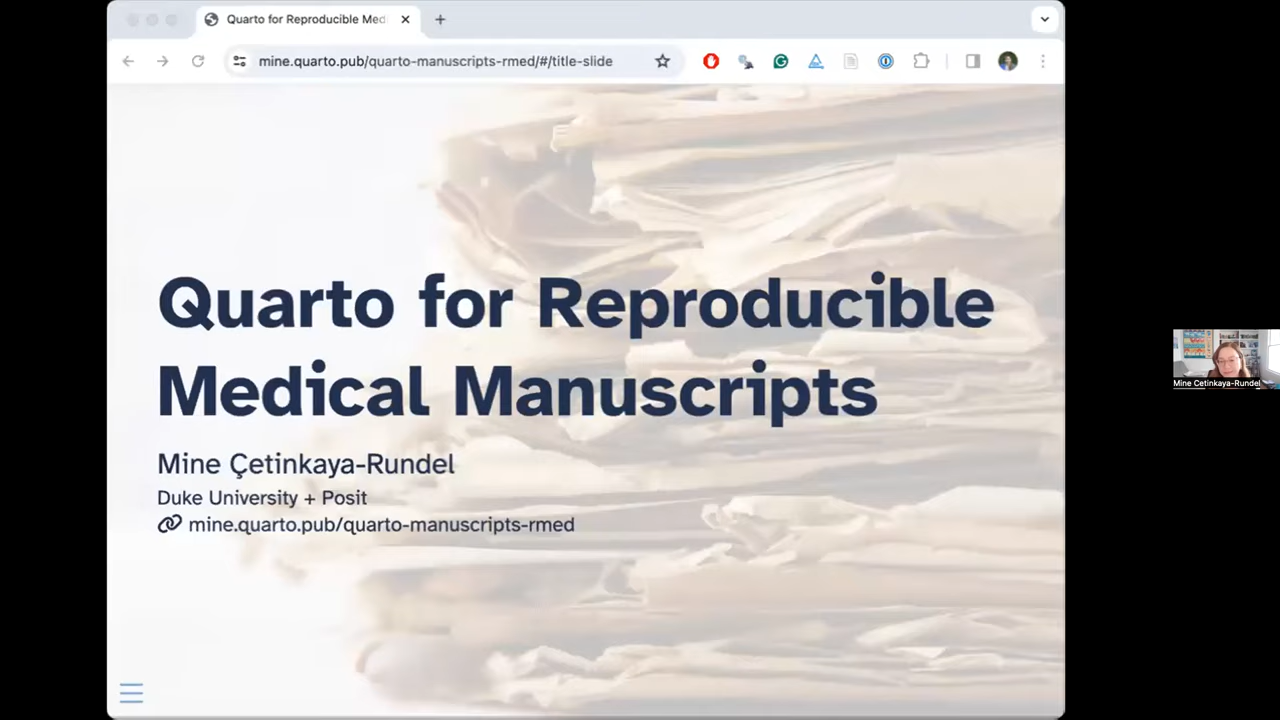 Quarto for Reproducible Med
mine.quarto.pub/quarto-manuscripts-rmed/#/title-slide
Quarto for Reproducible
Medical Manuscripts
Mine Çetinkaya-Rundel
Duke University + Posit
mine.quarto.pub/quarto-manuscripts-rmed
Mine Cetinkaya-Rundel